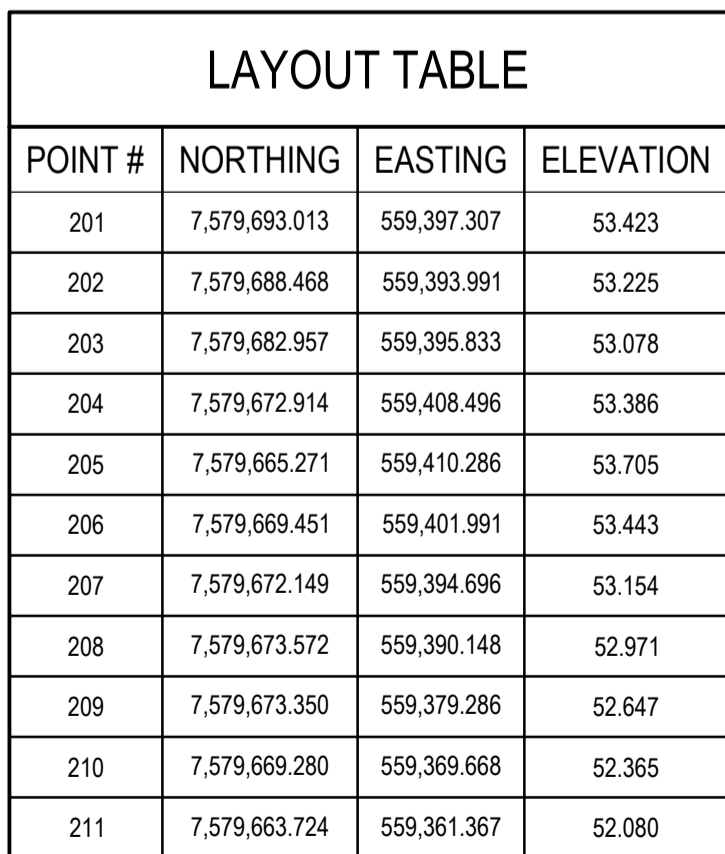 LAYOUT TABLE
POINT # NORTHING EASTING ELEVATION
201 7,579,693.013 559,397.307 53.423
202 7,579,688.468 559,393.991 53.225
203 7,579,682.957 559,395.833 53.078
204 7,579,672.914 559,408.496 53.386
205 7,579,665.271 559,410.286 53.705
206 7,579,669.451 559,401.991 53.443
207 7,579,672.149 559,394.696 53.154
208 7,579,673.572 559,390.148 52.971
209 7,579,673.350 559,379.286 52.647
210 7,579,669.280 559,369.668 52.365
211 7,579,663.724 559,361.367 52.080